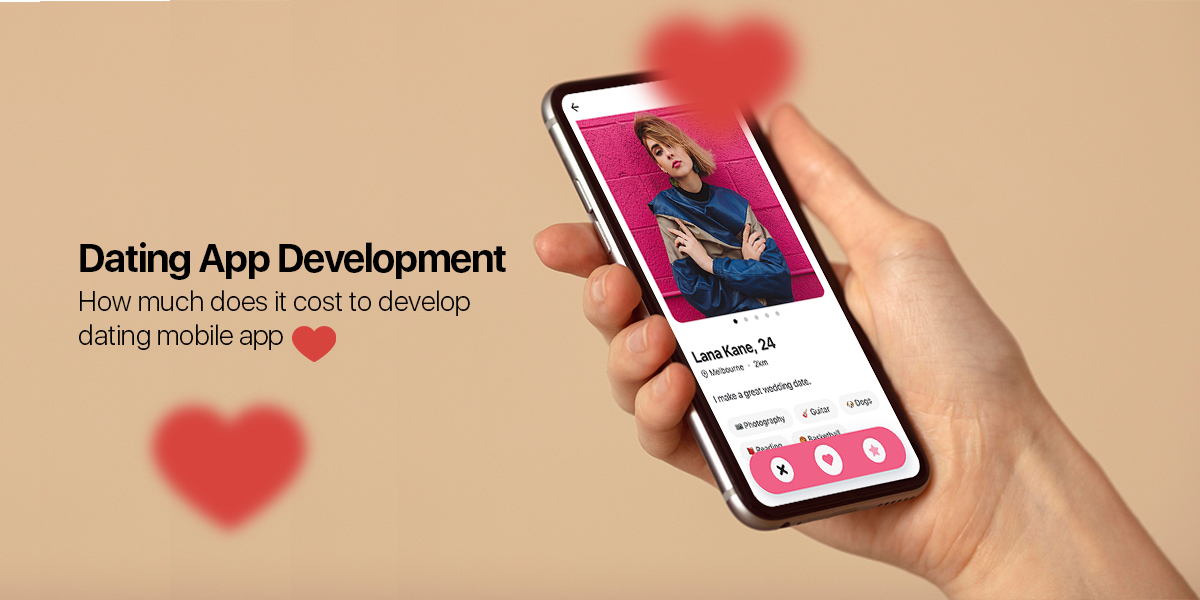 Dating App Development
How much does it cost to develop
dating mobile app
Lana Kane, 24
Melbourne · 2km
I make a great wedding date.
Photography
Guitar
Dogs
Reading
Basketball